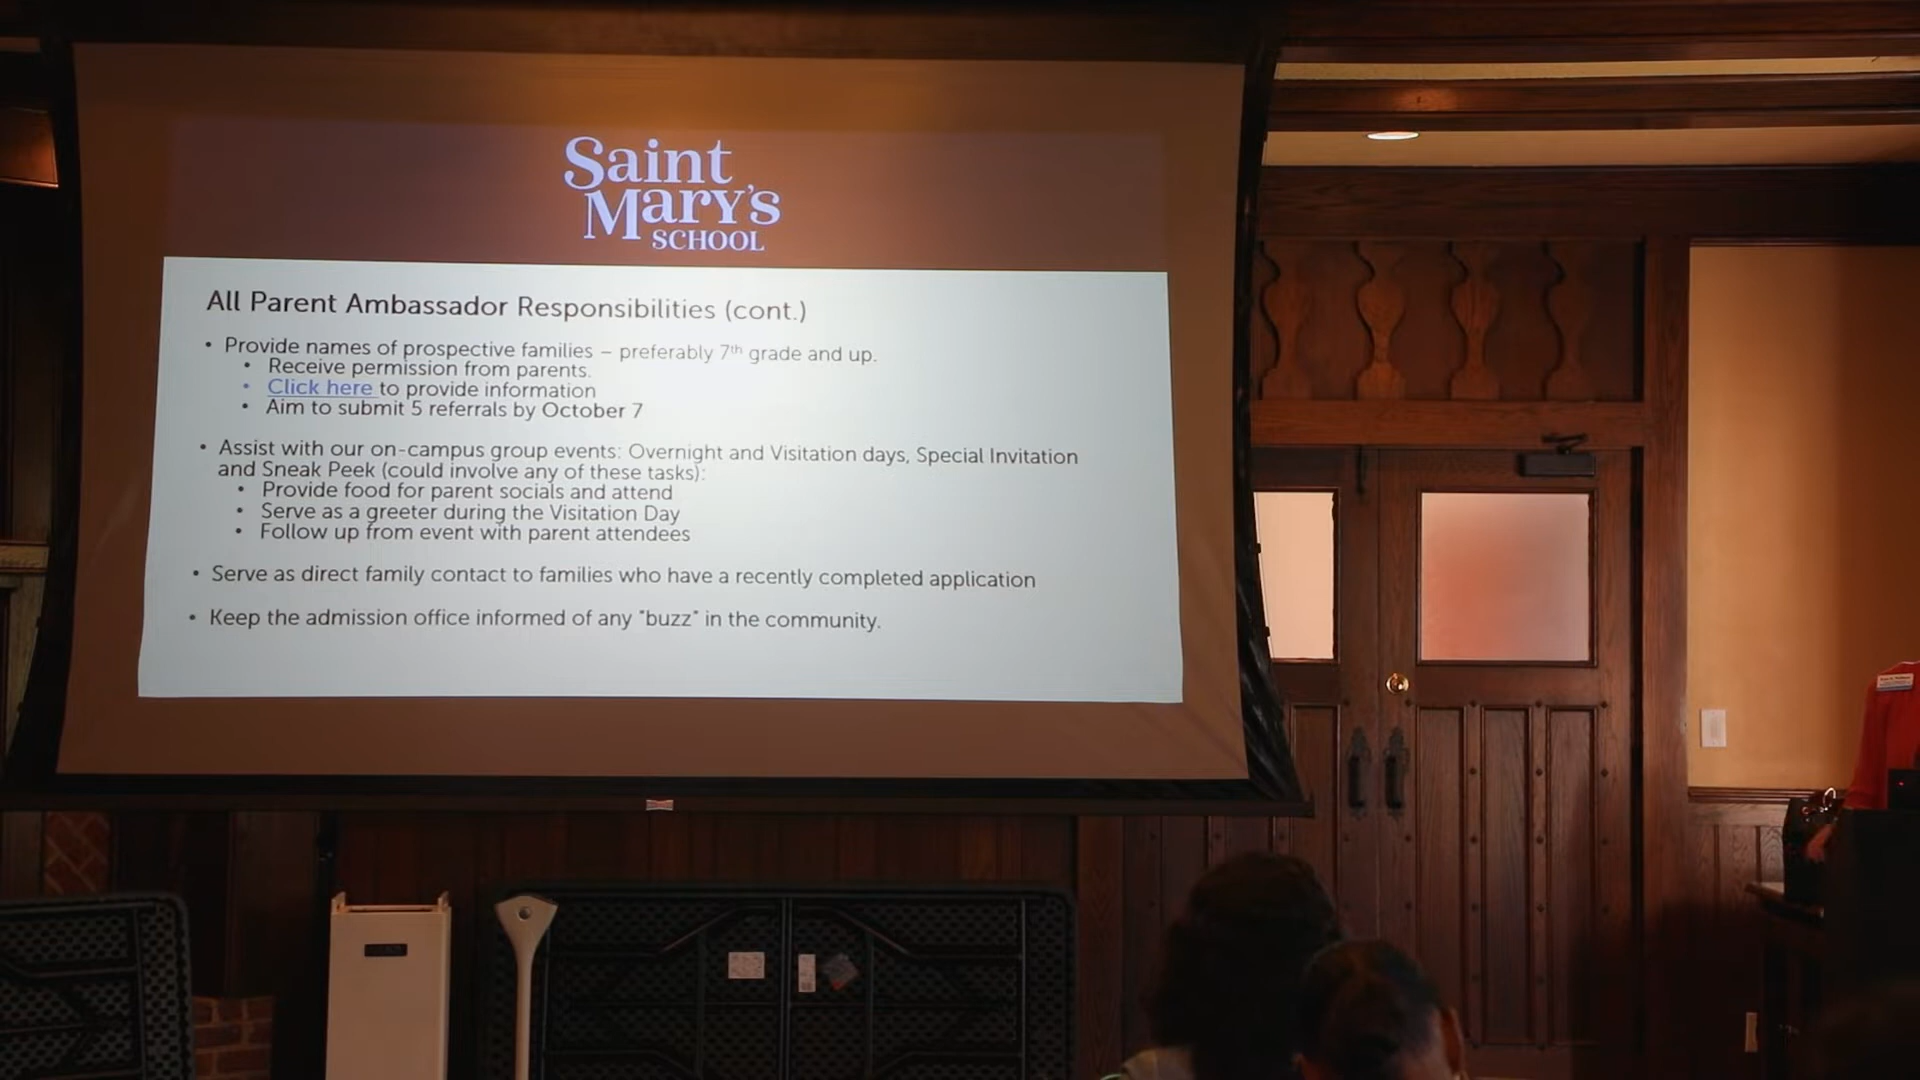 Saint
Mary's
SCHOOL
All Parent Ambassador Responsibilities (cont.)
• Provide names of prospective families – preferably 7th grade and up.
• Receive permission from parents.
• Click here to provide information
• Aim to submit 5 referrals by October 7
• Assist with our on-campus group events: Overnight and Visitation days, Special Invitation
and Sneak Peek (could involve any of these tasks):
• Provide food for parent socials and attend
• Serve as a greeter during the Visitation Day
• Follow up from event with parent attendees
• Serve as direct family contact to families who have a recently completed application
• Keep the admission office informed of any "buzz" in the community.